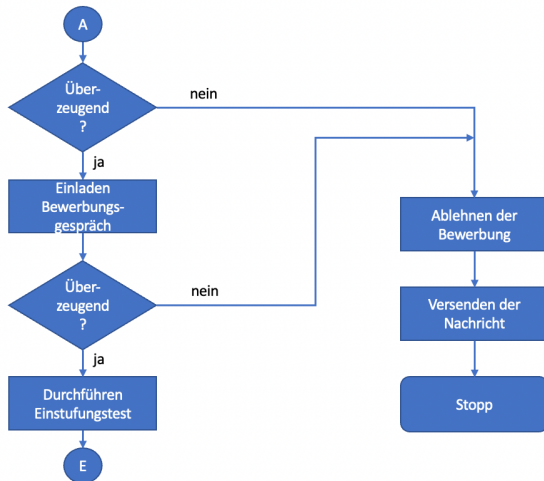 A
Über-
zeugend
?
nein
ja
Einladen
Bewerbungs-
gespräch
Über-
zeugend
?
nein
ja
Durchführen
Einstufungstest
E
Ablehnen der
Bewerbung
Versenden der
Nachricht
Stopp